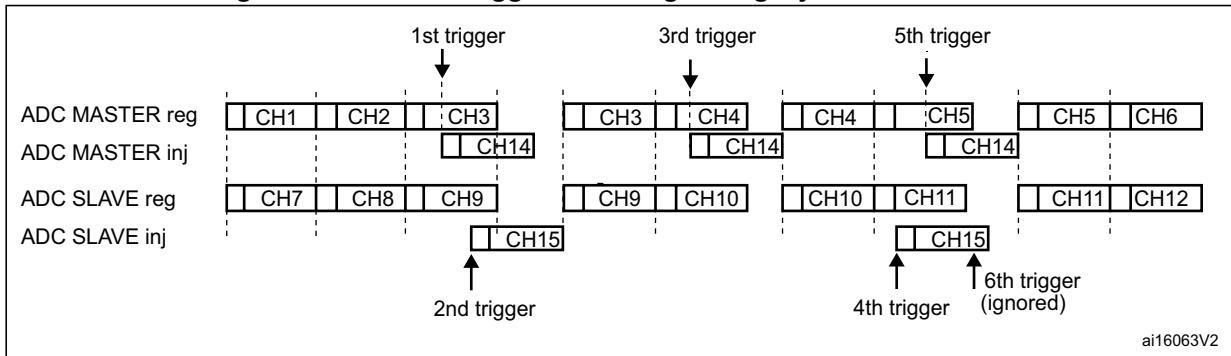 1st trigger 3rd trigger 5th trigger
ADC MASTER reg CH1 CH2 CH3 CH3 CH4 CH4 CH5 CH5 CH6
ADC MASTER inj CH14 CH14 CH14
ADC SLAVE reg CH7 CH8 CH9 CH9 CH10 CH10 CH11 CH11 CH12
ADC SLAVE inj CH15 CH15
2nd trigger 4th trigger 6th trigger
(ignored)
ai16063V2